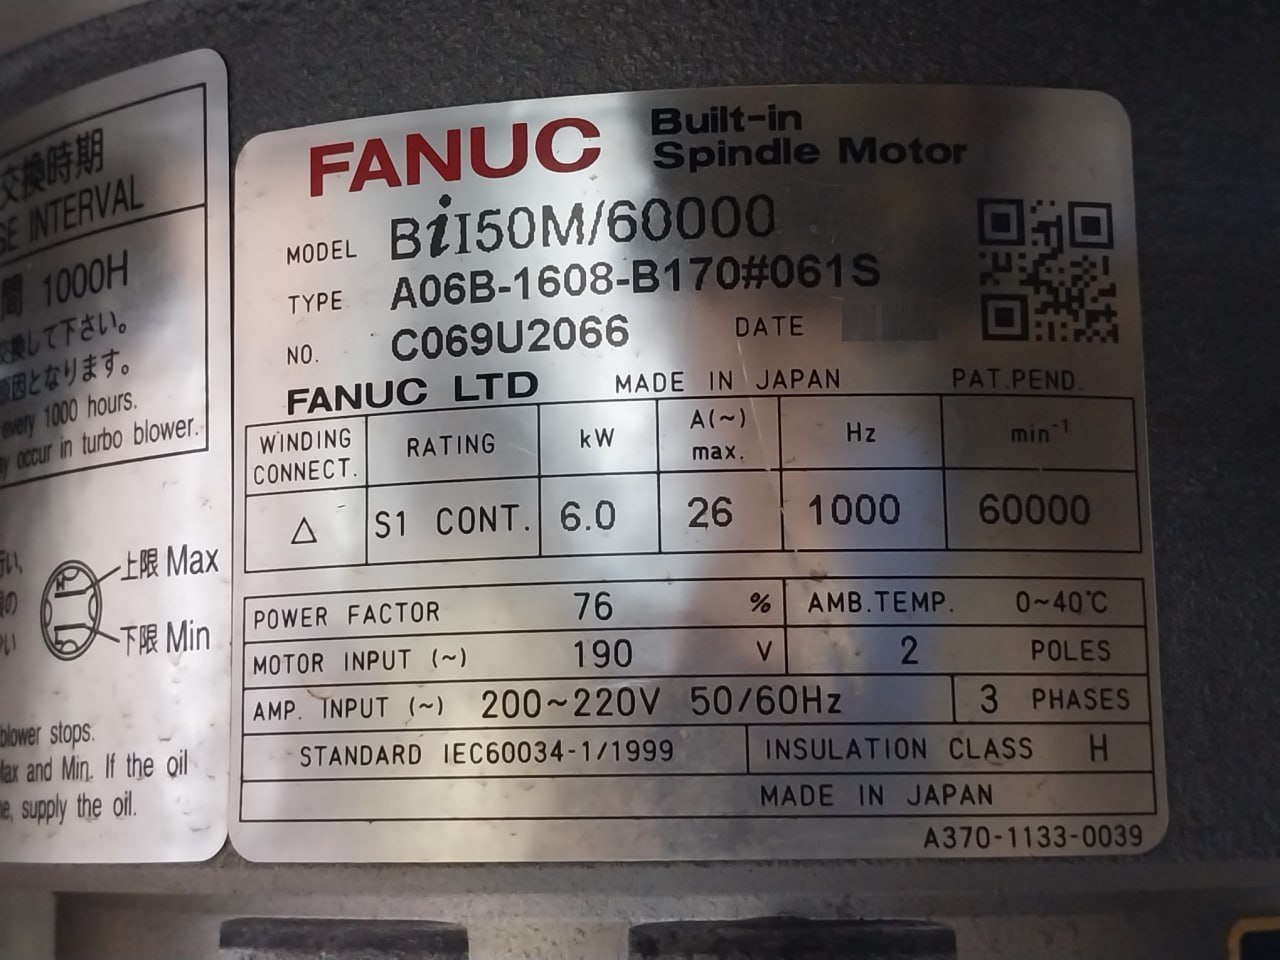 交換時期
SE INTERVAL
間 1000H
交換して下さい。
原因となります。
every 1000 hours.
may occur in turbo blower.
上限 Max
下限 Min
blower stops.
Max and Min. If the oil
supply the oil.
FANUC Built-in
Spindle Motor
MODEL BiI50M/60000
TYPE A06B-1608-B170#061S
NO. C069U2066 DATE
FANUC LTD MADE IN JAPAN PAT.PEND.
WINDING CONNECT. RATING kW A(~) max. Hz min⁻¹
△ S1 CONT. 6.0 26 1000 60000
POWER FACTOR 76 % AMB.TEMP. 0~40℃
MOTOR INPUT (~) 190 V 2 POLES
AMP. INPUT (~) 200~220V 50/60Hz 3 PHASES
STANDARD IEC60034-1/1999 INSULATION CLASS H
MADE IN JAPAN
A370-1133-0039